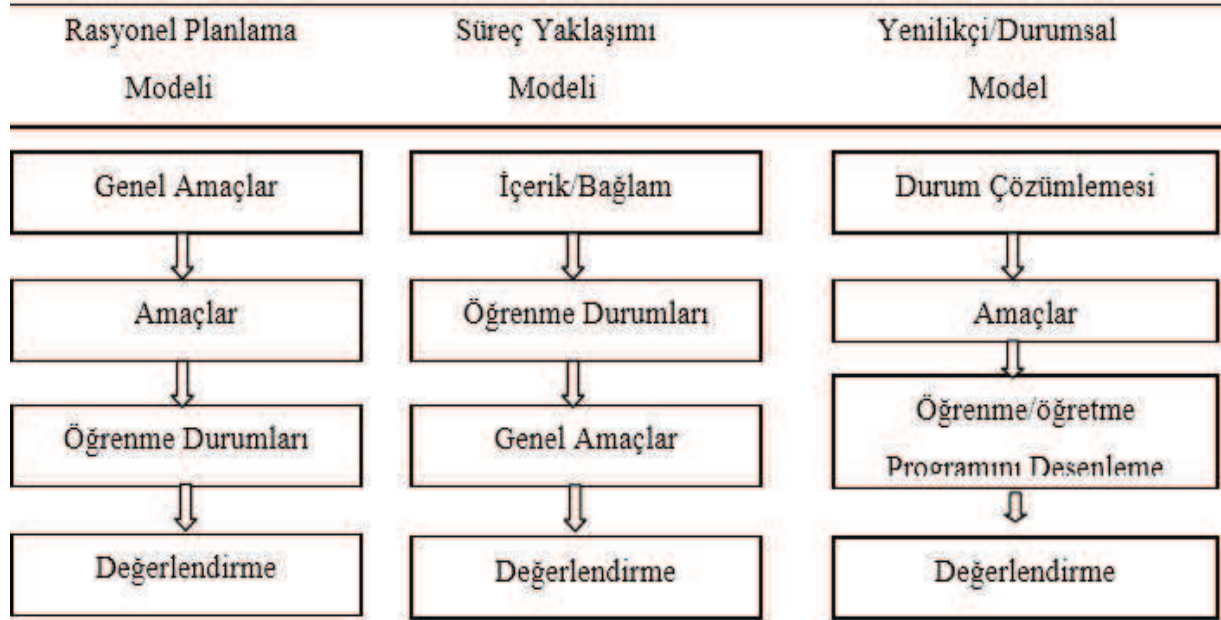 Rasyonel Planlama
Modeli
Süreç Yaklaşımı
Modeli
Yenilikçi/Durumsal
Model
Genel Amaçlar
İçerik/Bağlam
Durum Çözümlemesi
Amaçlar
Öğrenme Durumları
Amaçlar
Öğrenme Durumları
Genel Amaçlar
Öğrenme/öğretme
Programını Desenleme
Değerlendirme
Değerlendirme
Değerlendirme